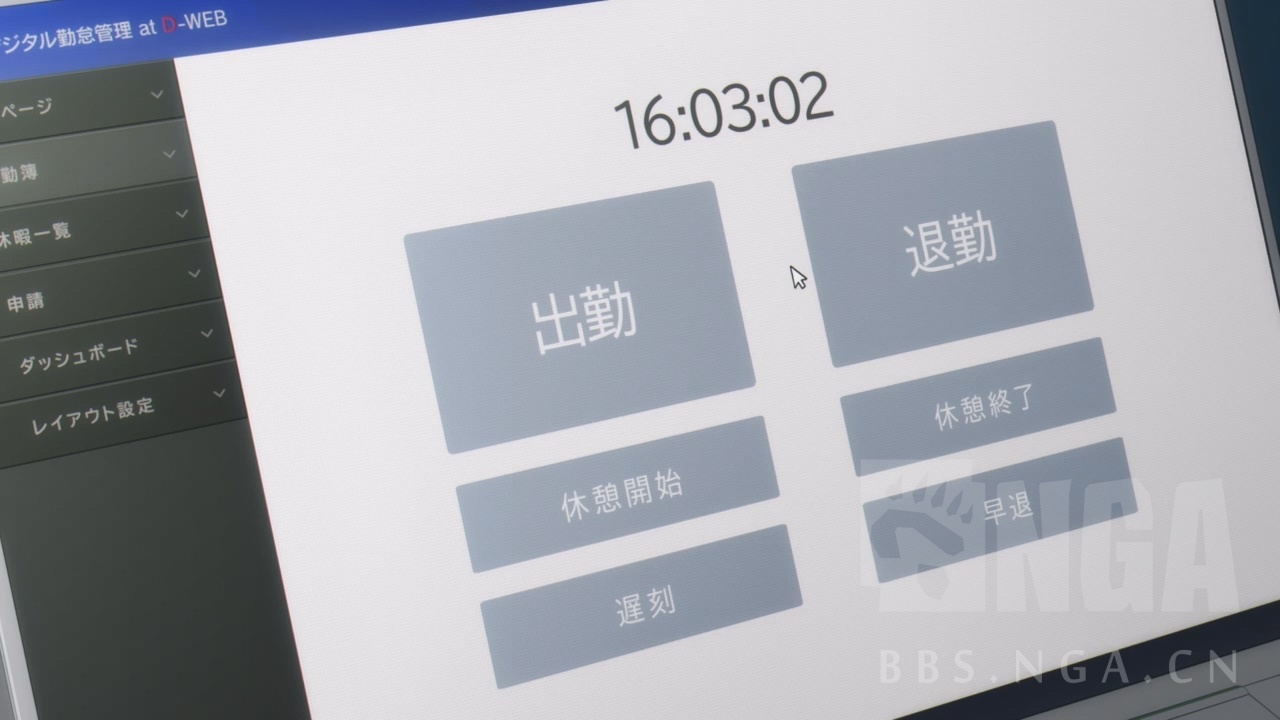 ジタル勤怠管理 at D-WEB
ページ
勤簿
休暇一覧
申請
ダッシュボード
レイアウト設定
16:03:02
出勤
退勤
休憩開始
休憩終了
遅刻
早退
NGA
BBS.NGA.CN